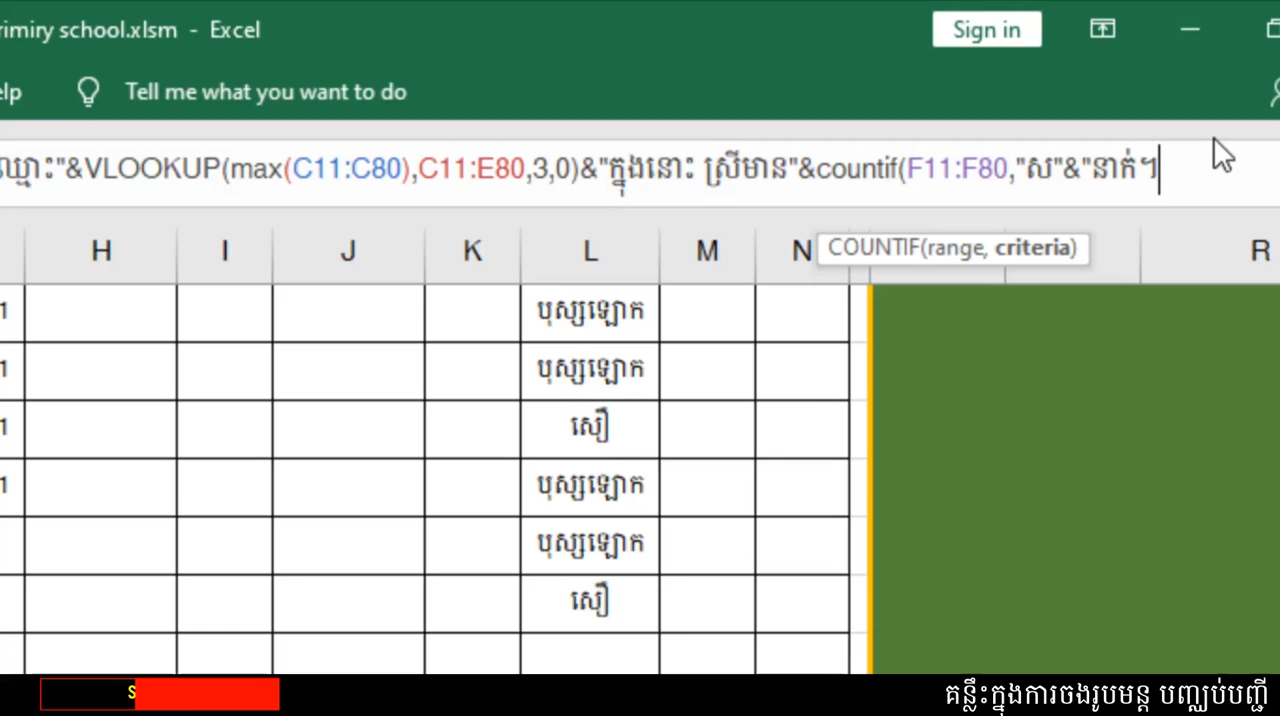 rimiry school.xlsm - Excel Sign in
elp Tell me what you want to do
ឈ្មោះ"&VLOOKUP(max(C11:C80),C11:E80,3,0)&"ក្នុងនោះ ស្រីមាន"&countif(F11:F80,"ស"&"នាក់។
H I J K L M N R
COUNTIF(range, criteria)
1 បុស្សឡោក
1 បុស្សឡោក
1 សឿ
1 បុស្សឡោក
បុស្សឡោក
សឿ
S គន្លឹះក្នុងការចងរូបមន្ត បញ្ឈប់បញ្ជី